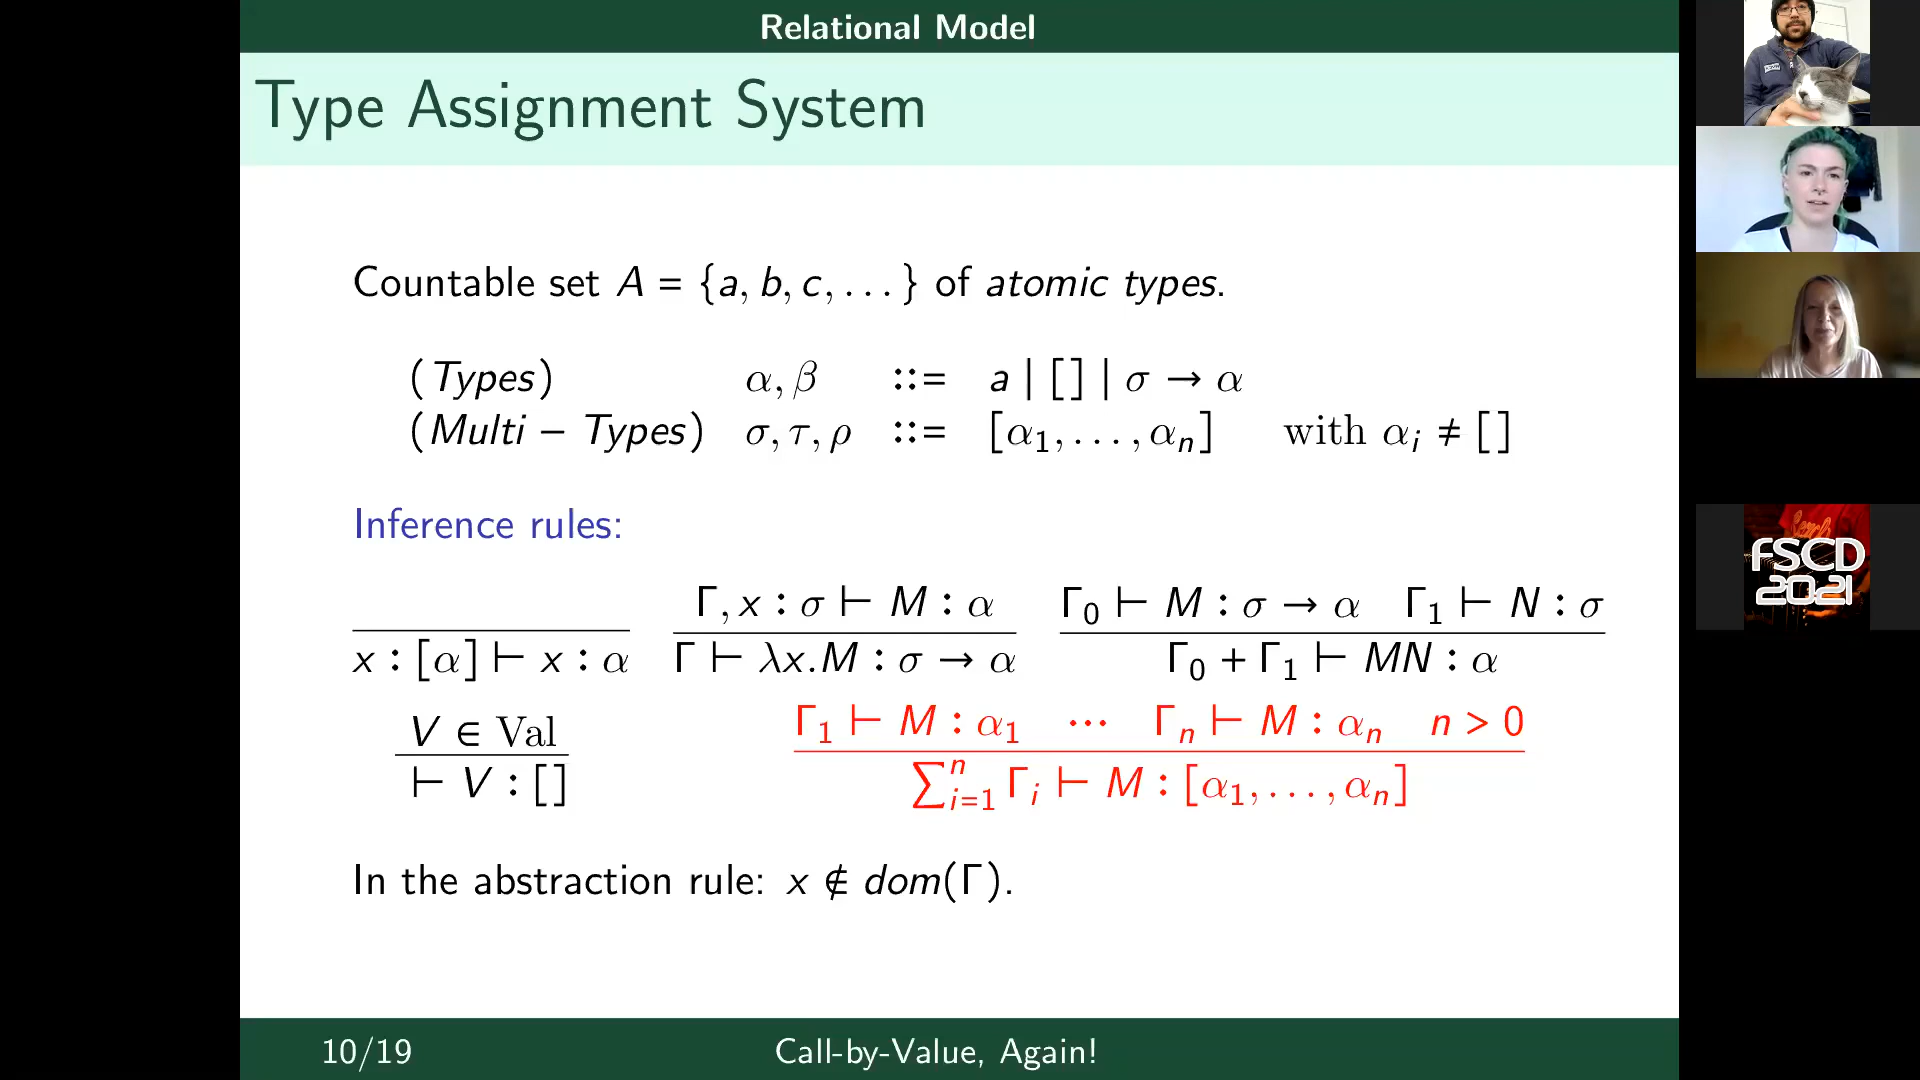 Relational Model
Type Assignment System
Countable set A = {a, b, c, . . . } of atomic types.
(Types) α, β ::= a | [ ] | σ → α
(Multi − Types) σ, τ, ρ ::= [α₁, . . . , αₙ] with αᵢ ≠ [ ]
Inference rules:
Γ, x : σ ⊢ M : α Γ₀ ⊢ M : σ → α Γ₁ ⊢ N : σ
x : [α] ⊢ x : α Γ ⊢ λx.M : σ → α Γ₀ + Γ₁ ⊢ MN : α
V ∈ Val Γ₁ ⊢ M : α₁ ⋯ Γₙ ⊢ M : αₙ n > 0
⊢ V : [ ] ∑ⁿᵢ₌₁ Γᵢ ⊢ M : [α₁, . . . , αₙ]
In the abstraction rule: x ∉ dom(Γ).
10/19 Call-by-Value, Again!
FSCD
2021